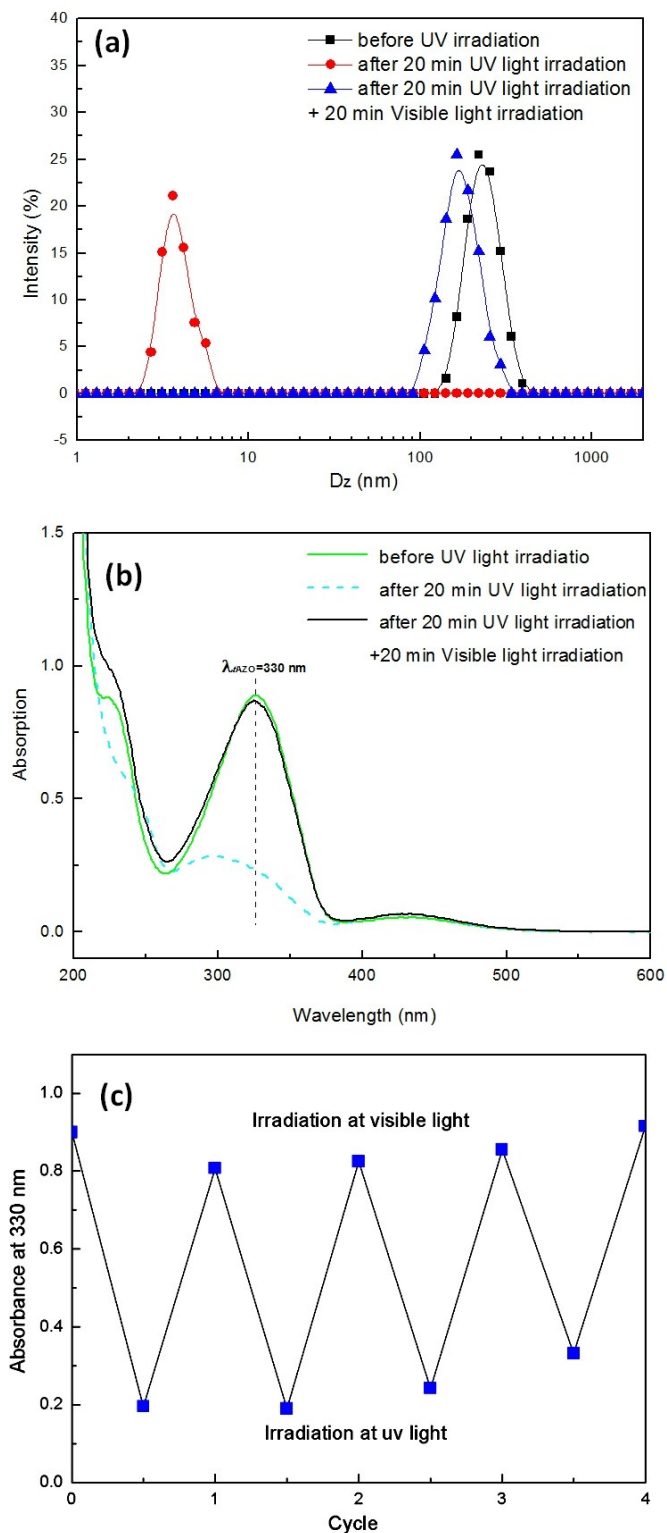 (a)
before UV irradiation
after 20 min UV light irradation
after 20 min UV light irradiation
+ 20 min Visible light irradiation
40
35
30
25
20
15
10
5
0
-5
Intensity (%)
1
10
100
1000
Dz (nm)
(b)
before UV light irradiatio
after 20 min UV light irradiation
after 20 min UV light irradiation
+20 min Visible light irradiation
1.5
1.0
0.5
0.0
Absorption
=330 nm
200
300
400
500
600
Wavelength (nm)
(c)
Irradiation at visible light
Irradiation at uv light
1.0
0.8
0.6
0.4
0.2
0.0
Absorbance at 330 nm
0
1
2
3
4
Cycle